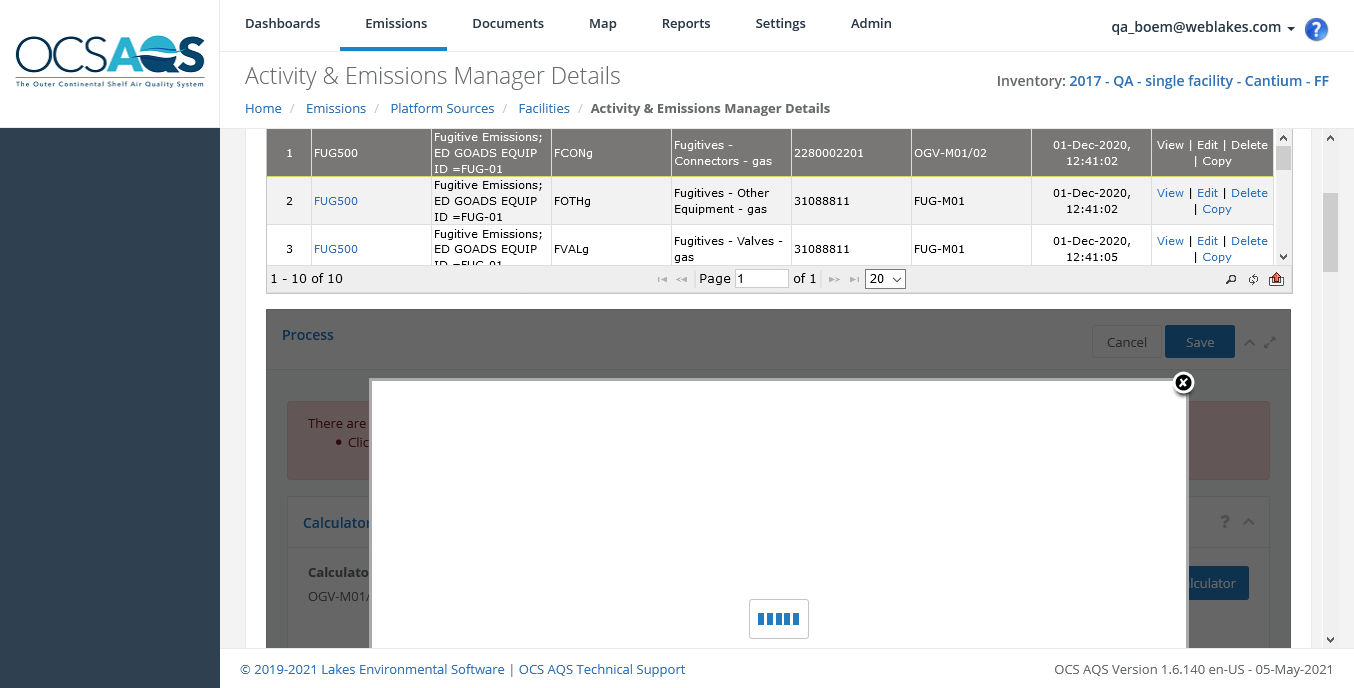 Dashboards Emissions Documents Map Reports Settings Admin
qa_boem@weblakes.com ?
OCSAQS
The Outer Continental Shelf Air Quality System
Activity & Emissions Manager Details
Inventory: 2017 - QA - single facility - Cantium - FF
Home / Emissions / Platform Sources / Facilities / Activity & Emissions Manager Details
1 FUG500 Fugitive Emissions; ED GOADS EQUIP ID =FUG-01 FCONg Fugitives - Connectors - gas 2280002201 OGV-M01/02 01-Dec-2020, 12:41:02 View | Edit | Delete | Copy
2 FUG500 Fugitive Emissions; ED GOADS EQUIP ID =FUG-01 FOTHg Fugitives - Other Equipment - gas 31088811 FUG-M01 01-Dec-2020, 12:41:02 View | Edit | Delete | Copy
3 FUG500 Fugitive Emissions; ED GOADS EQUIP ID =FUG-01 FVALg Fugitives - Valves - gas 31088811 FUG-M01 01-Dec-2020, 12:41:05 View | Edit | Delete | Copy
1 - 10 of 10 Page 1 of 1 20
Process Cancel Save
There are
• Clic
Calculator ?
Calculato
OGV-M01/
lculator
© 2019-2021 Lakes Environmental Software | OCS AQS Technical Support
OCS AQS Version 1.6.140 en-US - 05-May-2021